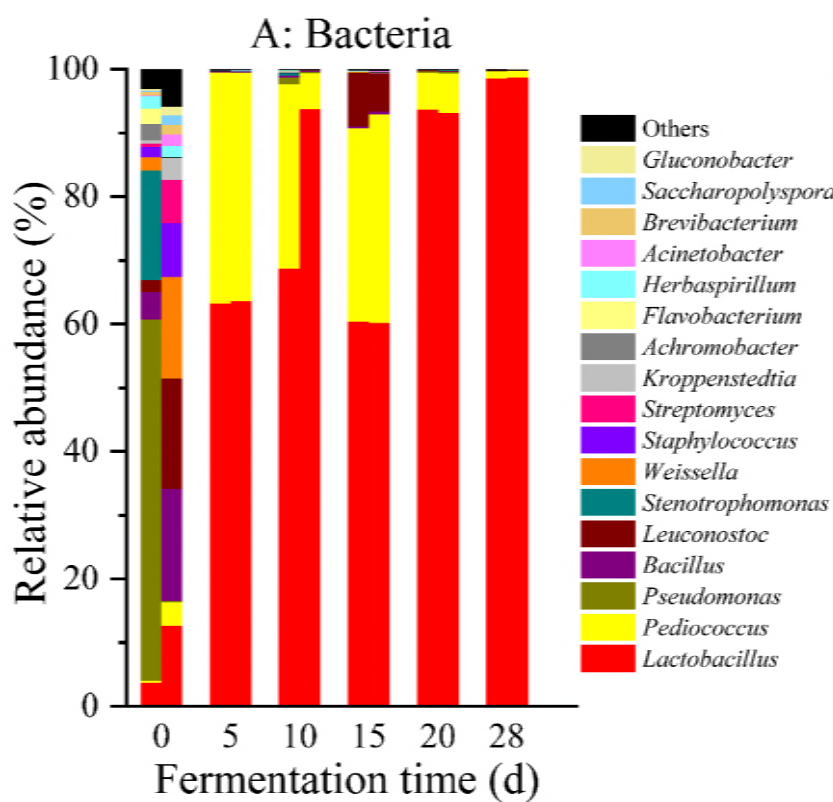 A: Bacteria
Relative abundance (%)
100
80
60
40
20
0
0 5 10 15 20 28
Fermentation time (d)
Others
Gluconobacter
Saccharopolyspora
Brevibacterium
Acinetobacter
Herbaspirillum
Flavobacterium
Achromobacter
Kroppenstedtia
Streptomyces
Staphylococcus
Weissella
Stenotrophomonas
Leuconostoc
Bacillus
Pseudomonas
Pediococcus
Lactobacillus